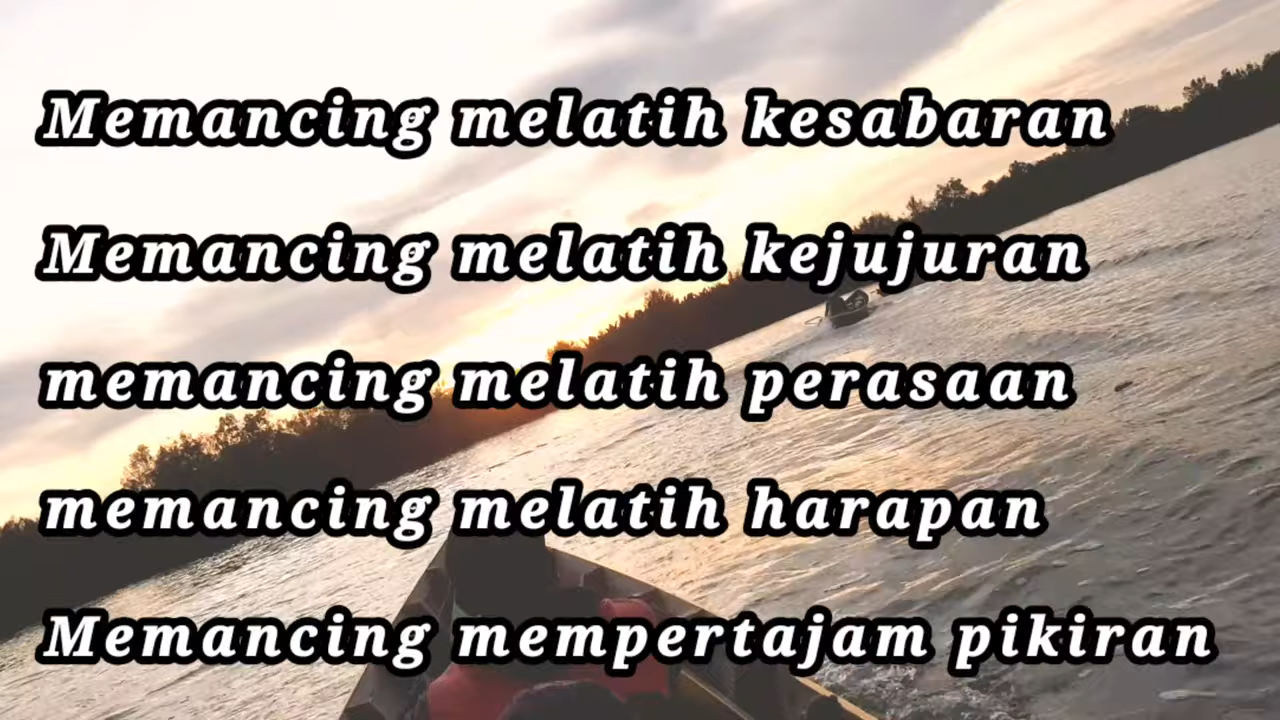 Memancing melatih kesabaran
Memancing melatih kejujuran
memancing melatih perasaan
memancing melatih harapan
Memancing mempertajam pikiran